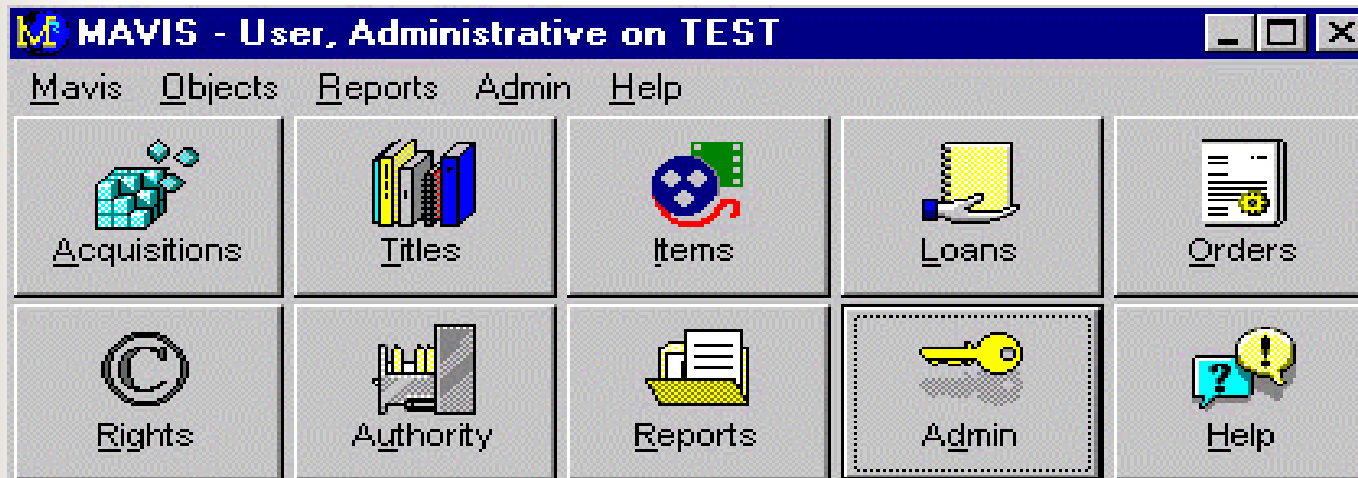 MAVIS - User, Administrative on TEST
Mavis Objects Reports Admin Help
Acquisitions Titles Items Loans Orders
Rights Authority Reports Admin Help